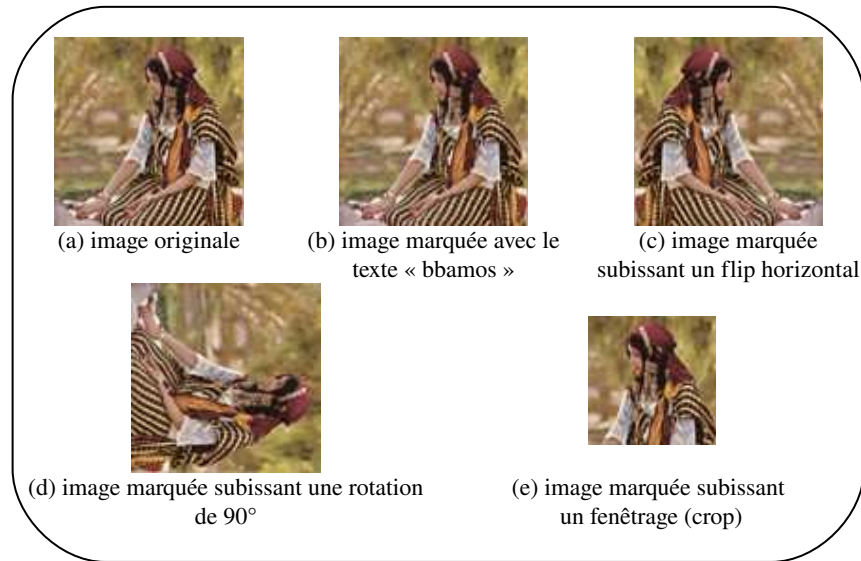 (a) image originale
(b) image marquée avec le
texte « bbamos »
(c) image marquée
subissant un flip horizontal
(d) image marquée subissant une rotation
de 90°
(e) image marquée subissant
un fenêtrage (crop)